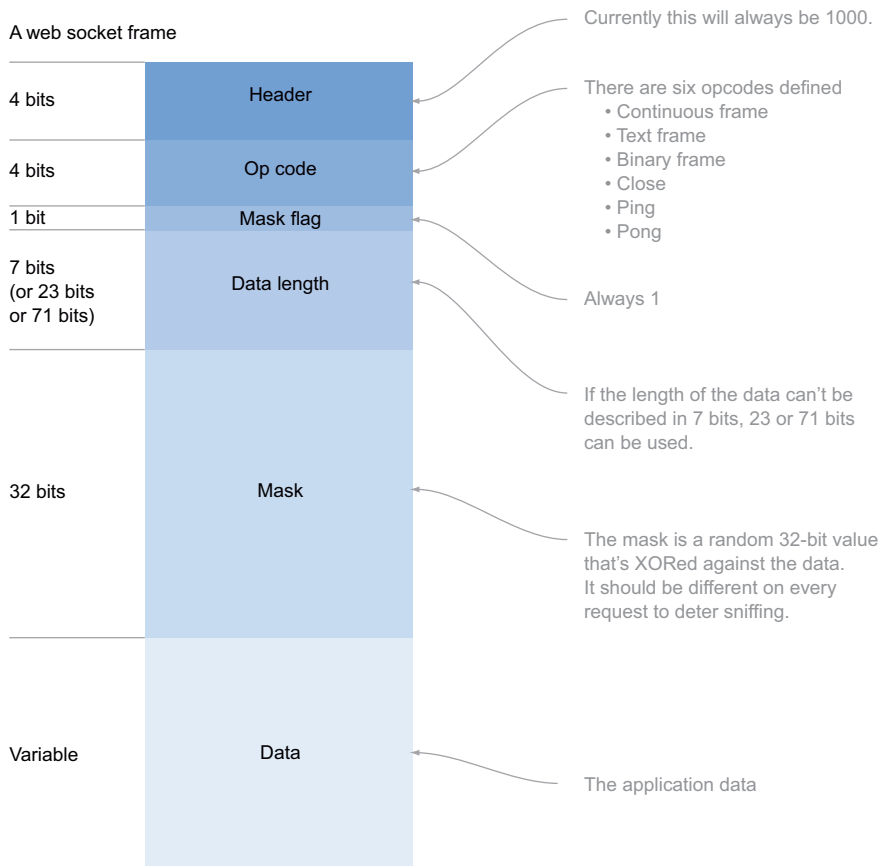 A web socket frame
4 bits
Header
Currently this will always be 1000.
4 bits
Op code
There are six opcodes defined
• Continuous frame
• Text frame
• Binary frame
• Close
• Ping
• Pong
1 bit
Mask flag
Always 1
7 bits
(or 23 bits
or 71 bits)
Data length
If the length of the data can’t be
described in 7 bits, 23 or 71 bits
can be used.
32 bits
Mask
The mask is a random 32-bit value
that’s XORed against the data.
It should be different on every
request to deter sniffing.
Variable
Data
The application data